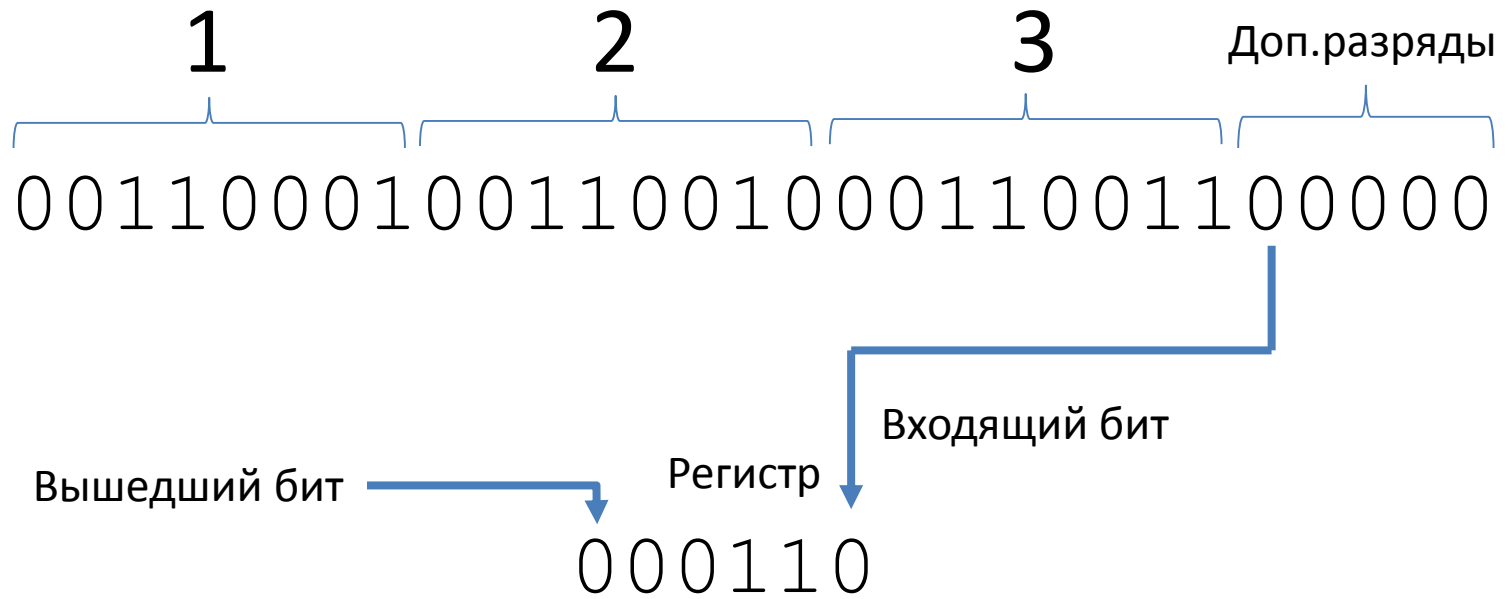 1 2 3 Доп.разряды
00110001001100100011001100000
Входящий бит
Регистр
Вышедший бит
000110